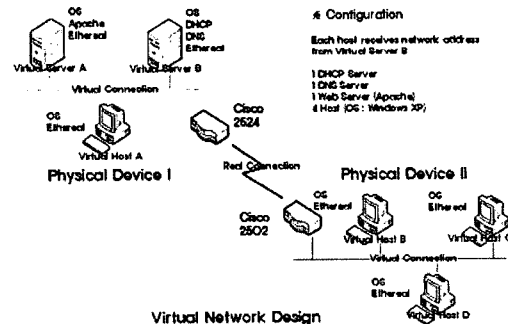 OS
Apache
Ethereal
Virtual Server A
OS
DHCP
DNS
Ethereal
Virtual Server B
Virtual Connection
OS
Ethereal
Virtual Host A
Physical Device I
Cisco
2524
Real Connection
* Configuration
Each host receives network address
from Virtual Server B
1 DHCP Server
1 DNS Server
1 Web Server (Apache)
4 Host (OS : Windows XP)
Physical Device II
Cisco
2502
OS
Ethereal
Virtual Host B
OS
Ethereal
Virtual Host C
Virtual Connection
OS
Ethereal
Virtual Host D
Virtual Network Design